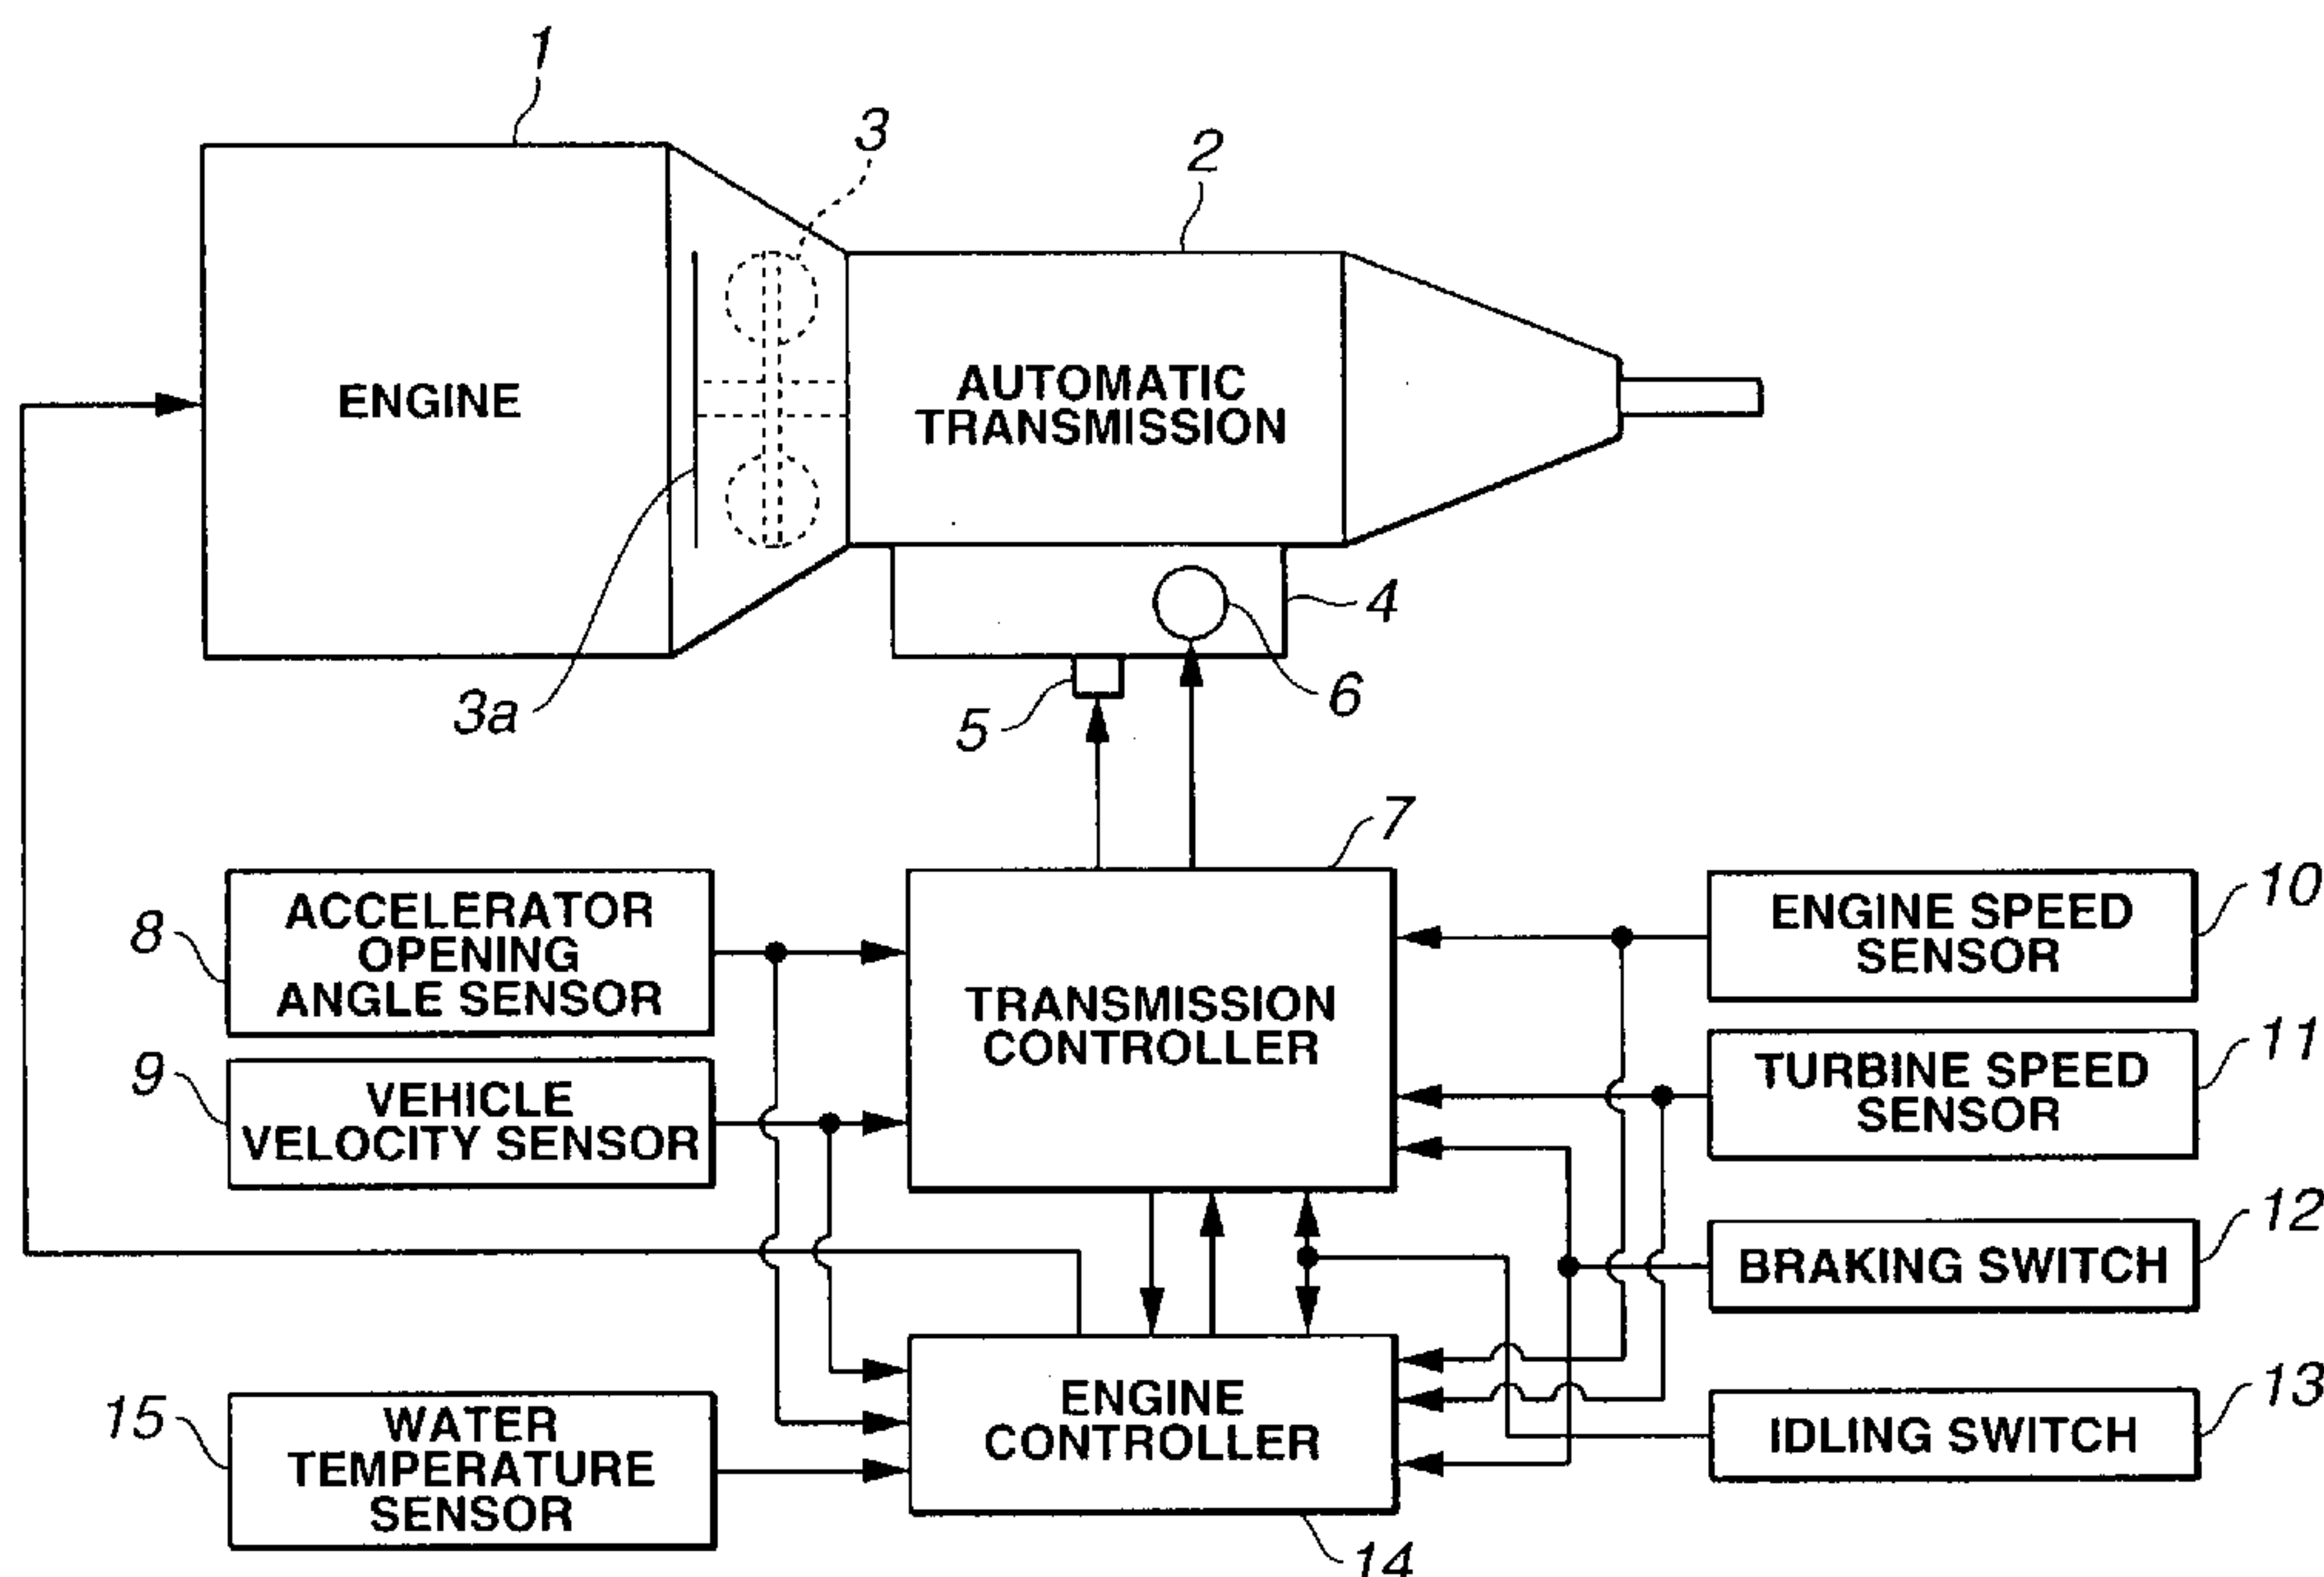 1
3
2
ENGINE
AUTOMATIC
TRANSMISSION
4
3a
5
6
7
8
ACCELERATOR
OPENING
ANGLE SENSOR
9
VEHICLE
VELOCITY SENSOR
TRANSMISSION
CONTROLLER
ENGINE SPEED
SENSOR
10
TURBINE SPEED
SENSOR
11
BRAKING SWITCH
12
IDLING SWITCH
13
15
WATER
TEMPERATURE
SENSOR
ENGINE
CONTROLLER
14